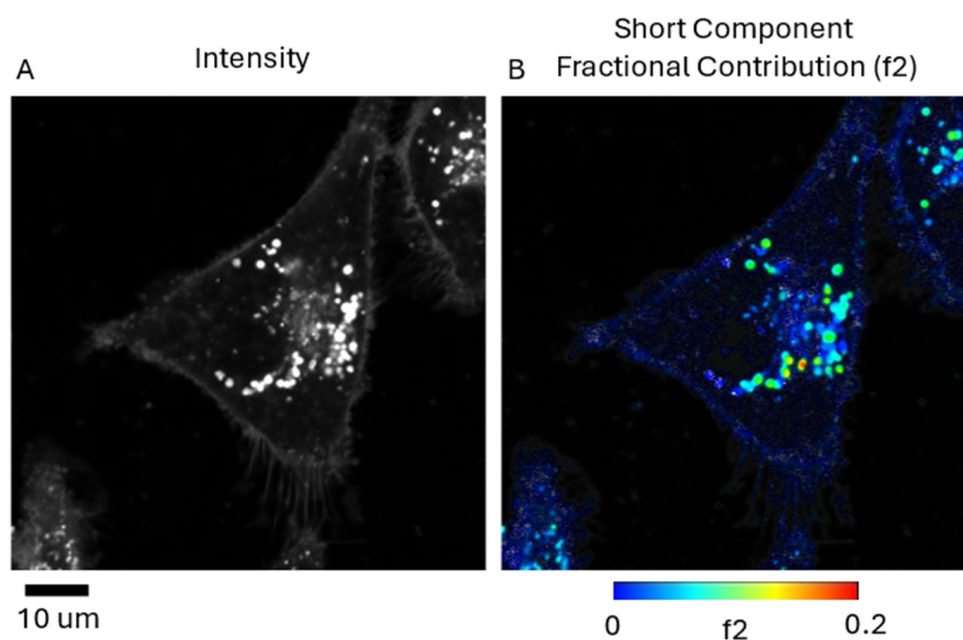 A
Intensity
B
Short Component
Fractional Contribution (f2)
10 um
0
f2
0.2